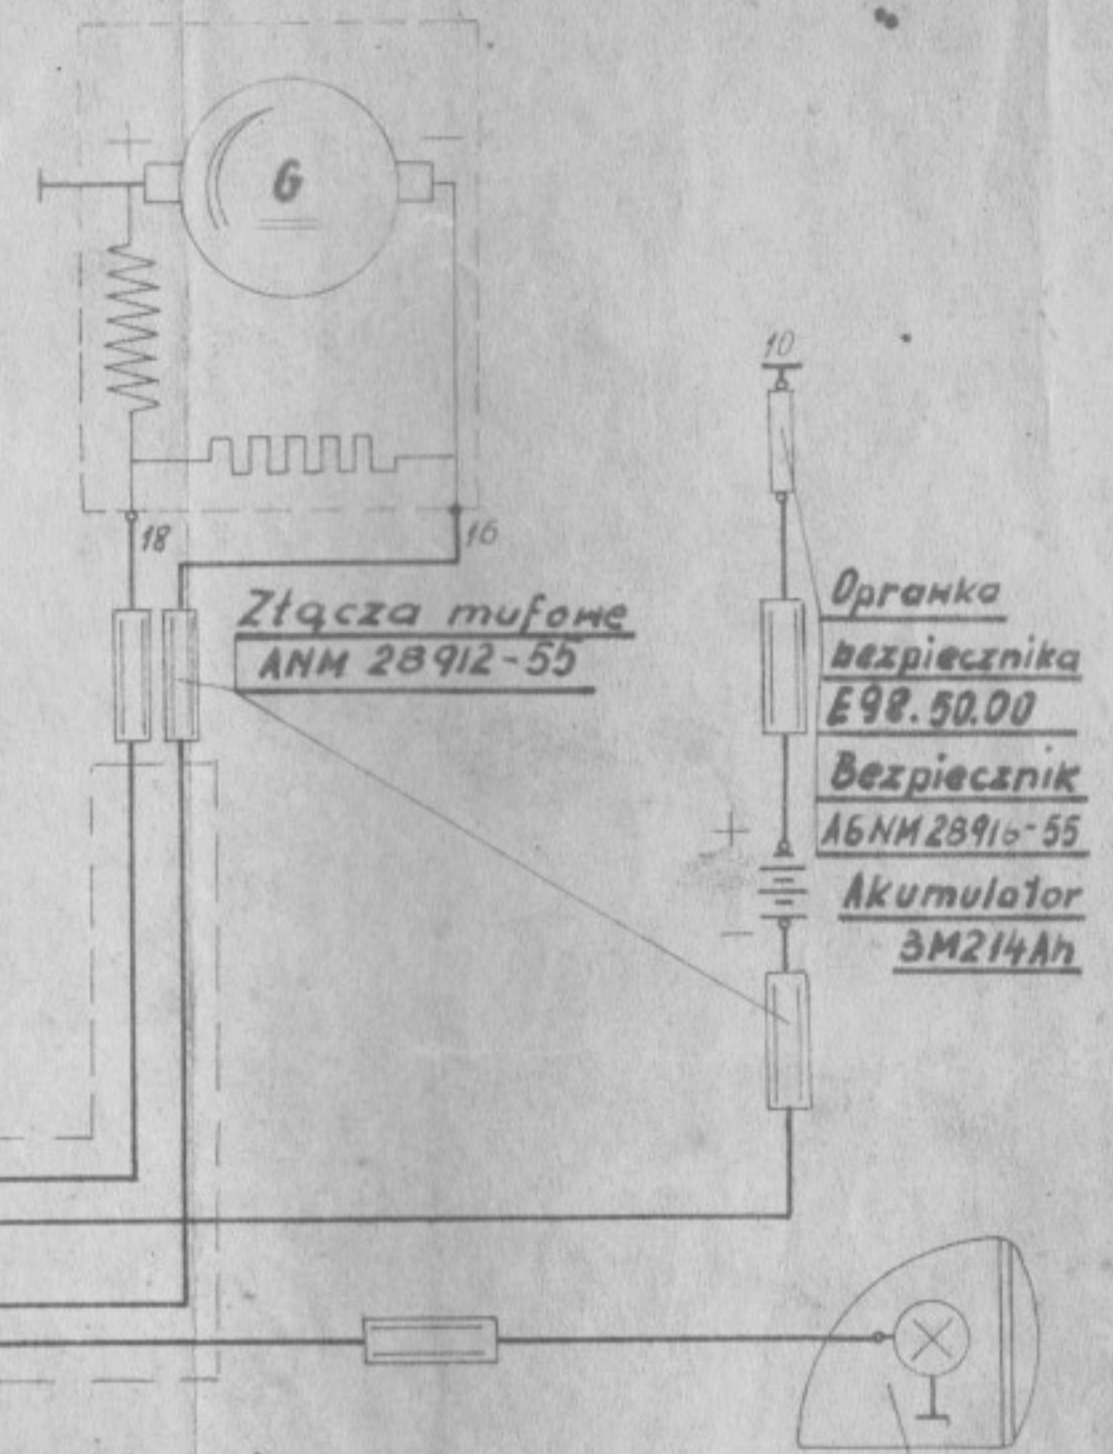 +
−
G
10
18
16
Złącza mufowe
ANM 28912-55
Oprawka
bezpiecznika
E98.50.00
Bezpiecznik
A6NM28916-55
+
Akumulator
−
3M214Ah